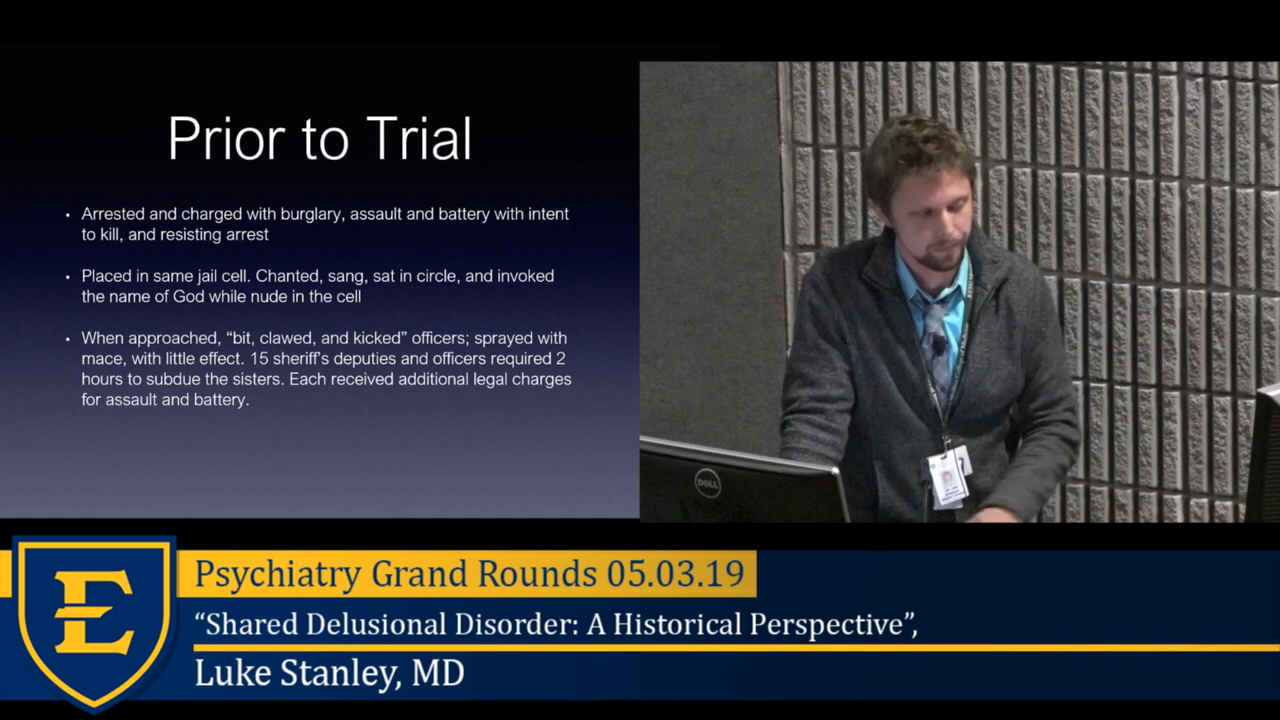 Prior to Trial
• Arrested and charged with burglary, assault and battery with intent
to kill, and resisting arrest
• Placed in same jail cell. Chanted, sang, sat in circle, and invoked
the name of God while nude in the cell
• When approached, “bit, clawed, and kicked” officers; sprayed with
mace, with little effect. 15 sheriff’s deputies and officers required 2
hours to subdue the sisters. Each received additional legal charges
for assault and battery.
DELL
E
Psychiatry Grand Rounds 05.03.19
“Shared Delusional Disorder: A Historical Perspective”,
Luke Stanley, MD